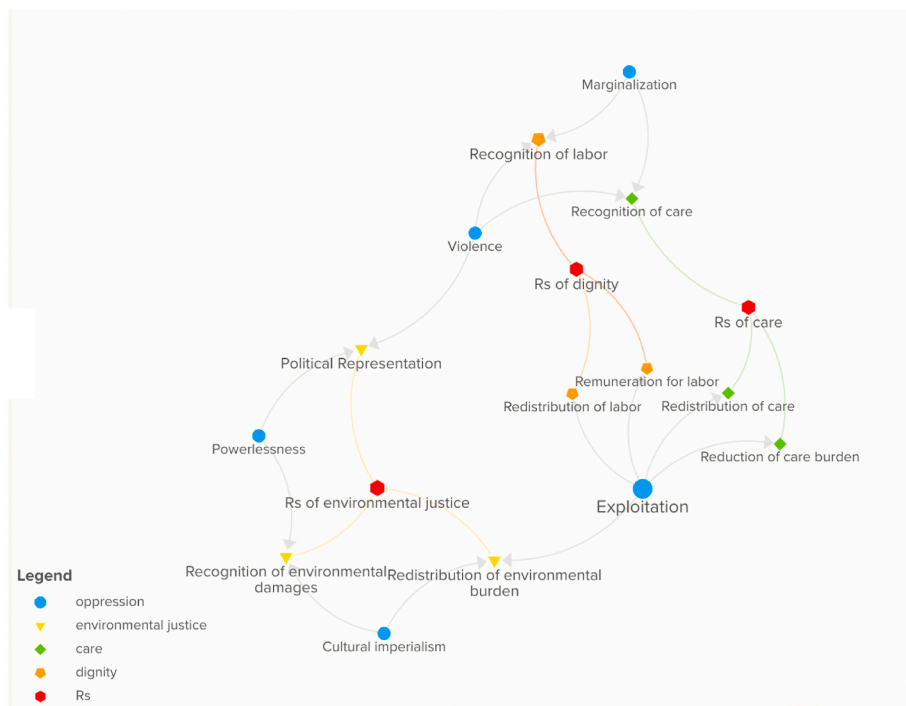 Marginalization
Recognition of labor
Recognition of care
Violence
Rs of dignity
Rs of care
Political Representation
Remuneration for labor
Redistribution of labor
Redistribution of care
Powerlessness
Reduction of care burden
Rs of environmental justice
Exploitation
Recognition of environmental
damages
Redistribution of environmental
burden
Cultural imperialism
Legend
oppression
environmental justice
care
dignity
Rs